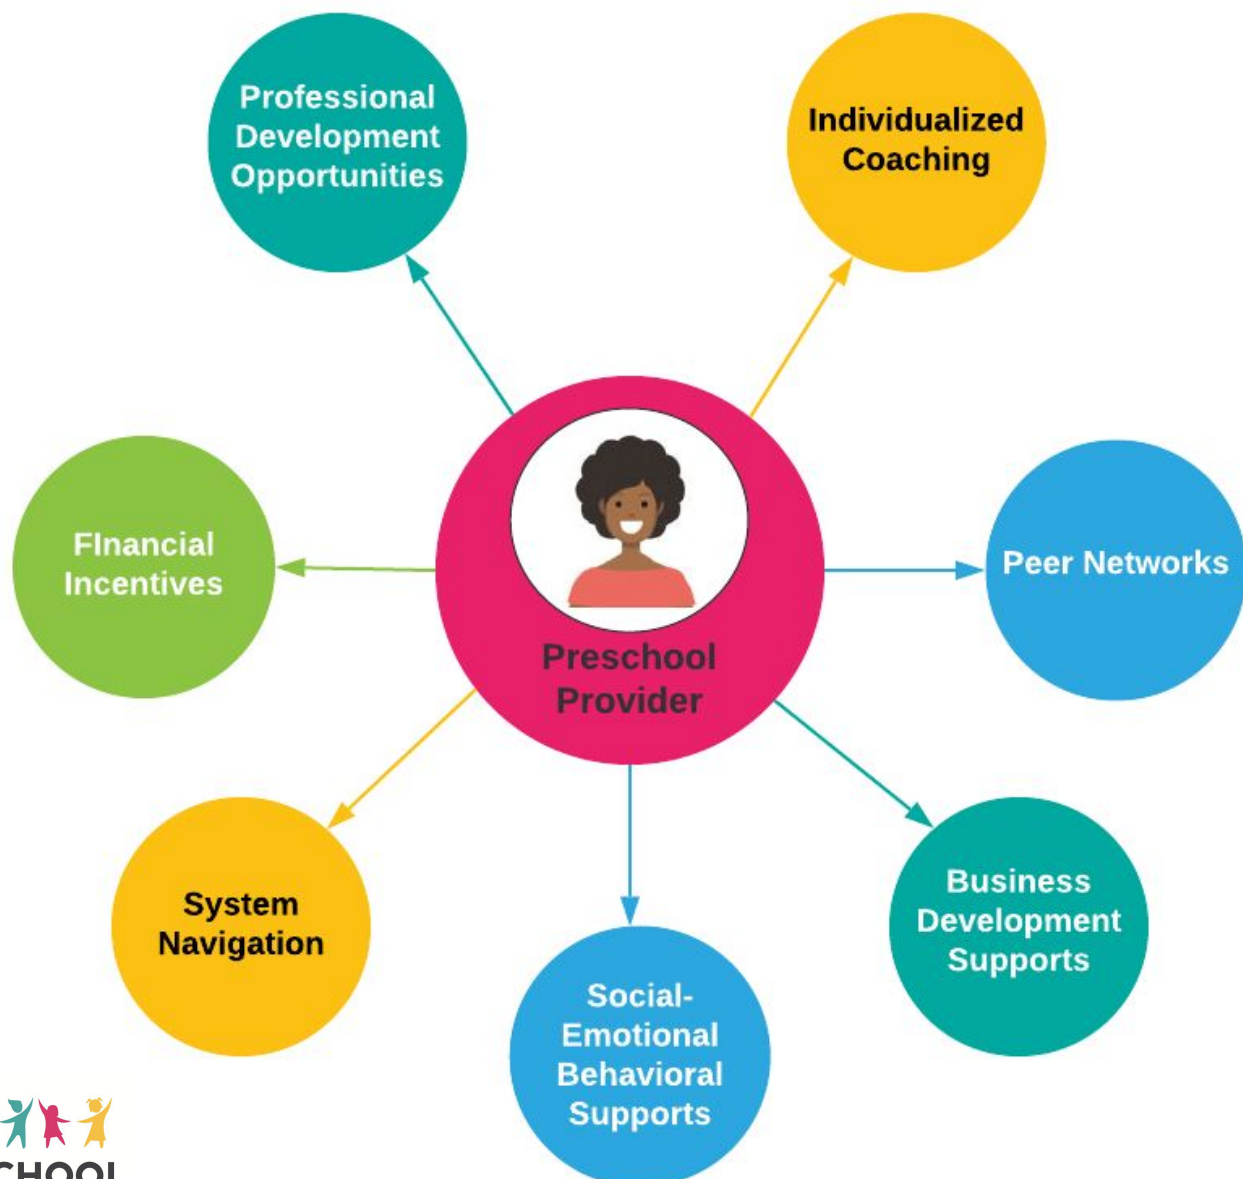 Professional
Development
Opportunities
Individualized
Coaching
FInancial
Incentives
Peer Networks
Preschool
Provider
System
Navigation
Business
Development
Supports
Social-
Emotional
Behavioral
Supports